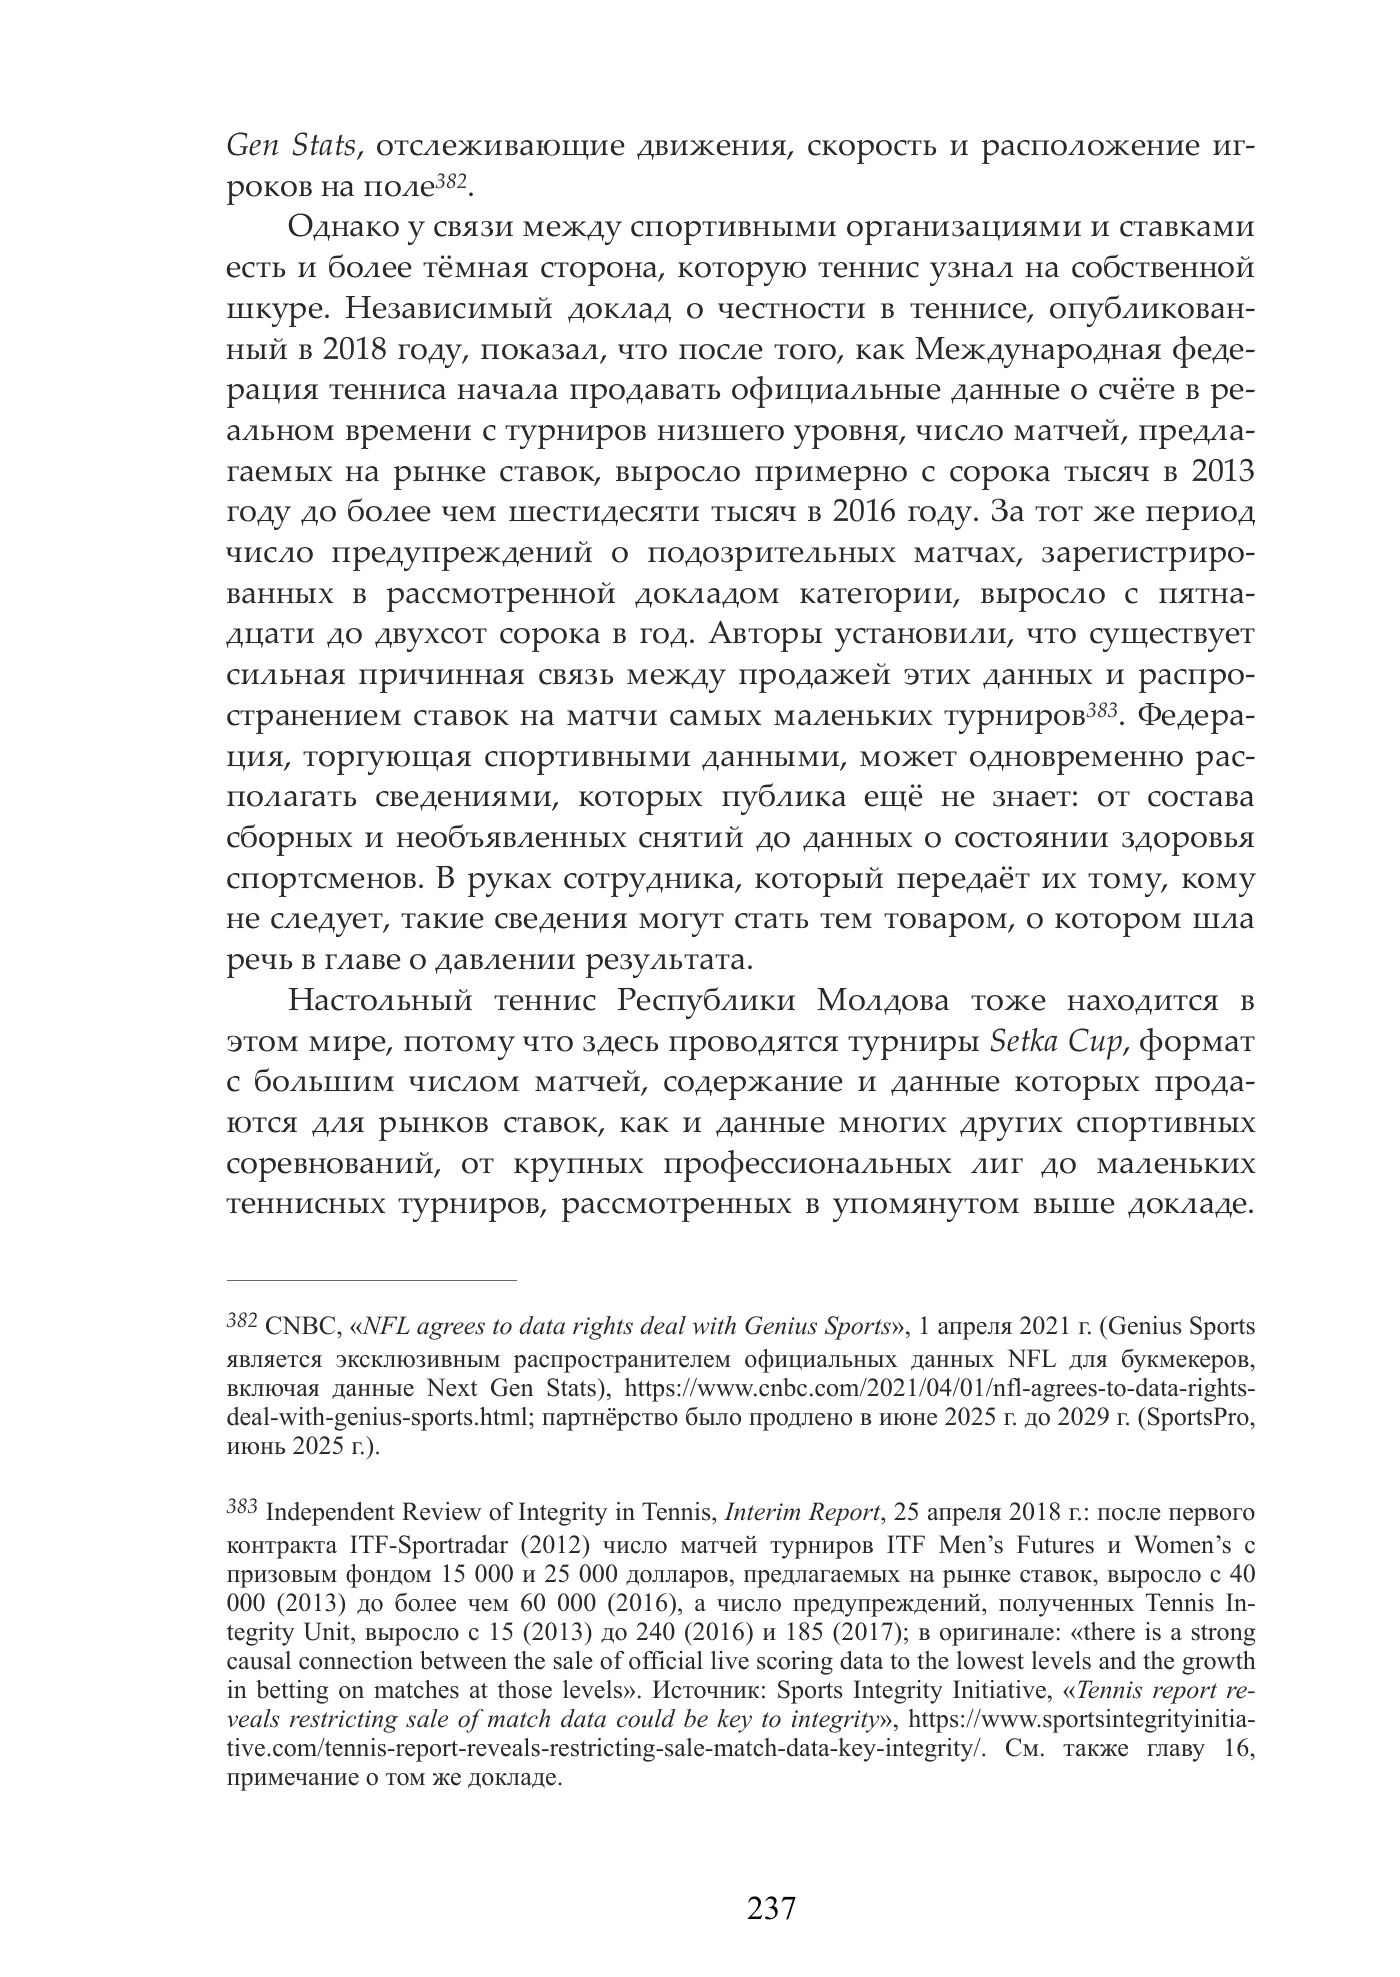 Gen Stats, отслеживающие движения, скорость и расположение иг-
роков на поле382.
Однако у связи между спортивными организациями и ставками
есть и более тёмная сторона, которую теннис узнал на собственной
шкуре. Независимый доклад о честности в теннисе, опубликован-
ный в 2018 году, показал, что после того, как Международная феде-
рация тенниса начала продавать официальные данные о счёте в ре-
альном времени с турниров низшего уровня, число матчей, предла-
гаемых на рынке ставок, выросло примерно с сорока тысяч в 2013
году до более чем шестидесяти тысяч в 2016 году. За тот же период
число предупреждений о подозрительных матчах, зарегистриро-
ванных в рассмотренной докладом категории, выросло с пятна-
дцати до двухсот сорока в год. Авторы установили, что существует
сильная причинная связь между продажей этих данных и распро-
странением ставок на матчи самых маленьких турниров383. Федера-
ция, торгующая спортивными данными, может одновременно рас-
полагать сведениями, которых публика ещё не знает: от состава
сборных и необъявленных снятий до данных о состоянии здоровья
спортсменов. В руках сотрудника, который передаёт их тому, кому
не следует, такие сведения могут стать тем товаром, о котором шла
речь в главе о давлении результата.
Настольный теннис Республики Молдова тоже находится в
этом мире, потому что здесь проводятся турниры Setka Cup, формат
с большим числом матчей, содержание и данные которых прода-
ются для рынков ставок, как и данные многих других спортивных
соревнований, от крупных профессиональных лиг до маленьких
теннисных турниров, рассмотренных в упомянутом выше докладе.
382 CNBC, «NFL agrees to data rights deal with Genius Sports», 1 апреля 2021 г. (Genius Sports
является эксклюзивным распространителем официальных данных NFL для букмекеров,
включая данные Next Gen Stats), https://www.cnbc.com/2021/04/01/nfl-agrees-to-data-rights-
deal-with-genius-sports.html; партнёрство было продлено в июне 2025 г. до 2029 г. (SportsPro,
июнь 2025 г.).
383 Independent Review of Integrity in Tennis, Interim Report, 25 апреля 2018 г.: после первого
контракта ITF-Sportradar (2012) число матчей турниров ITF Men’s Futures и Women’s с
призовым фондом 15 000 и 25 000 долларов, предлагаемых на рынке ставок, выросло с 40
000 (2013) до более чем 60 000 (2016), а число предупреждений, полученных Tennis In-
tegrity Unit, выросло с 15 (2013) до 240 (2016) и 185 (2017); в оригинале: «there is a strong
causal connection between the sale of official live scoring data to the lowest levels and the growth
in betting on matches at those levels». Источник: Sports Integrity Initiative, «Tennis report re-
veals restricting sale of match data could be key to integrity», https://www.sportsintegrityinitia-
tive.com/tennis-report-reveals-restricting-sale-match-data-key-integrity/. См. также главу 16,
примечание о том же докладе.
237